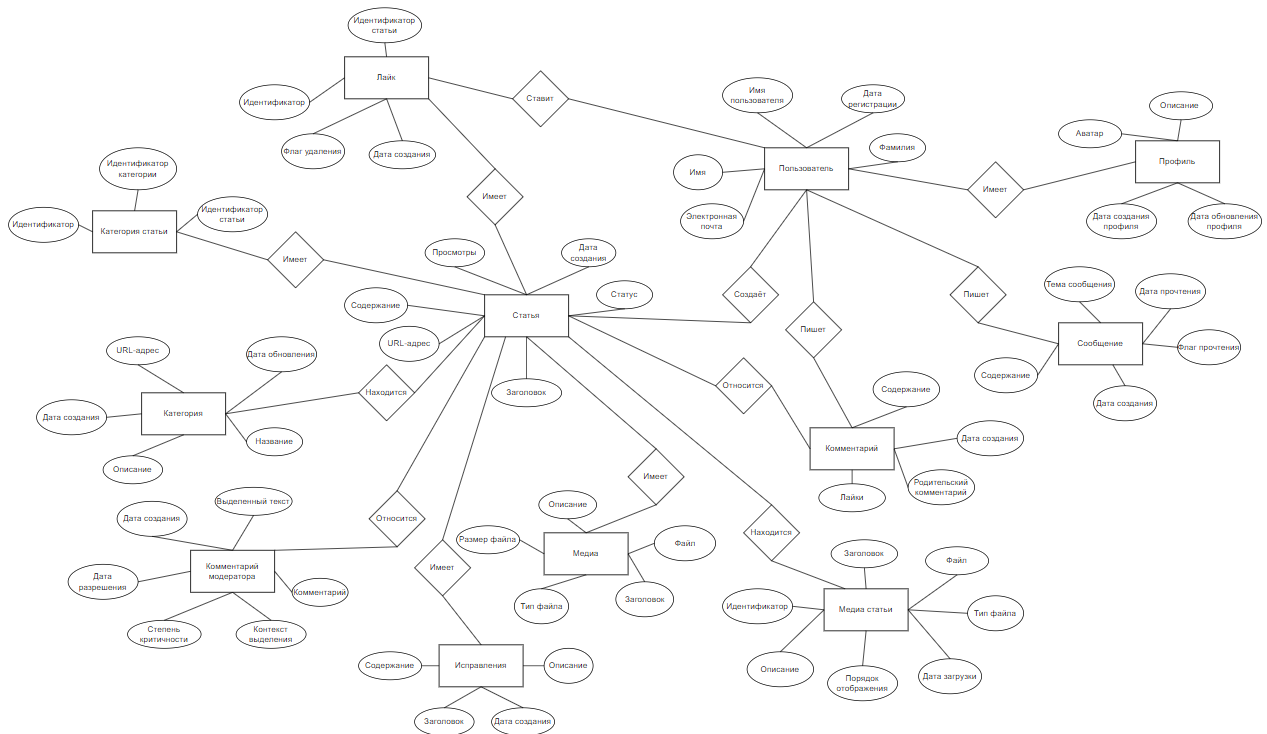 Идентификатор
статьи
Лайк
Идентификатор
Ставит
Флаг удаления
Дата создания
Имеет
Имя
пользователя
Дата
регистрации
Фамилия
Пользователь
Имя
Электронная
почта
Имеет
Описание
Аватар
Профиль
Дата создания
профиля
Дата обновления
профиля
Идентификатор
категории
Идентификатор
Идентификатор
статьи
Категория статьи
Имеет
Просмотры
Дата
создания
Содержание
Статус
Статья
URL-адрес
Заголовок
Создаёт
Пишет
Пишет
Тема сообщения
Дата прочтения
Сообщение
Флаг прочтения
Содержание
Дата создания
URL-адрес
Дата обновления
Находится
Дата создания
Категория
Название
Описание
Относится
Содержание
Дата создания
Комментарий
Родительский
комментарий
Лайки
Выделенный текст
Дата создания
Относится
Комментарий
модератора
Дата
разрешения
Комментарий
Степень
критичности
Контекст
выделения
Имеет
Имеет
Описание
Размер файла
Медиа
Файл
Тип файла
Заголовок
Находится
Заголовок
Файл
Идентификатор
Медиа статьи
Тип файла
Описание
Порядок
отображения
Дата загрузки
Содержание
Исправления
Описание
Заголовок
Дата создания